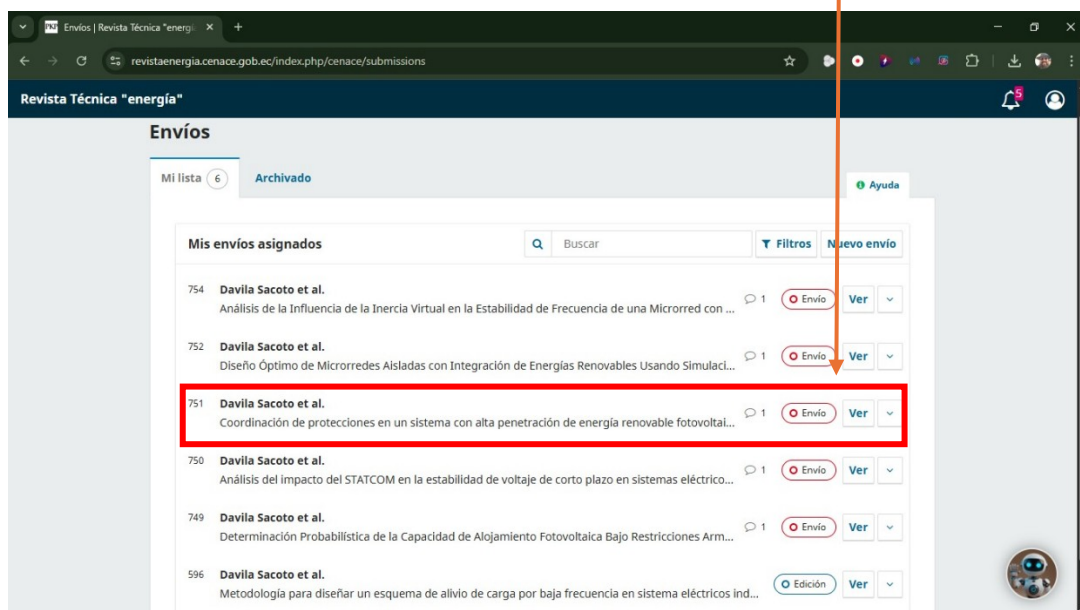 Envíos | Revista Técnica "energí
revistaenergia.cenace.gob.ec/index.php/cenace/submissions
Revista Técnica "energía"
5
Envíos
Mi lista 6 Archivado
Ayuda
Mis envíos asignados Buscar Filtros Nuevo envío
754 Davila Sacoto et al.
Análisis de la Influencia de la Inercia Virtual en la Estabilidad de Frecuencia de una Microrred con ... 1 Envío Ver
752 Davila Sacoto et al.
Diseño Óptimo de Microrredes Aisladas con Integración de Energías Renovables Usando Simulaci... 1 Envío Ver
751 Davila Sacoto et al.
Coordinación de protecciones en un sistema con alta penetración de energía renovable fotovoltai... 1 Envío Ver
750 Davila Sacoto et al.
Análisis del impacto del STATCOM en la estabilidad de voltaje de corto plazo en sistemas eléctrico... 1 Envío Ver
749 Davila Sacoto et al.
Determinación Probabilística de la Capacidad de Alojamiento Fotovoltaica Bajo Restricciones Arm... 1 Envío Ver
596 Davila Sacoto et al.
Metodología para diseñar un esquema de alivio de carga por baja frecuencia en sistema eléctricos ind... Edición Ver